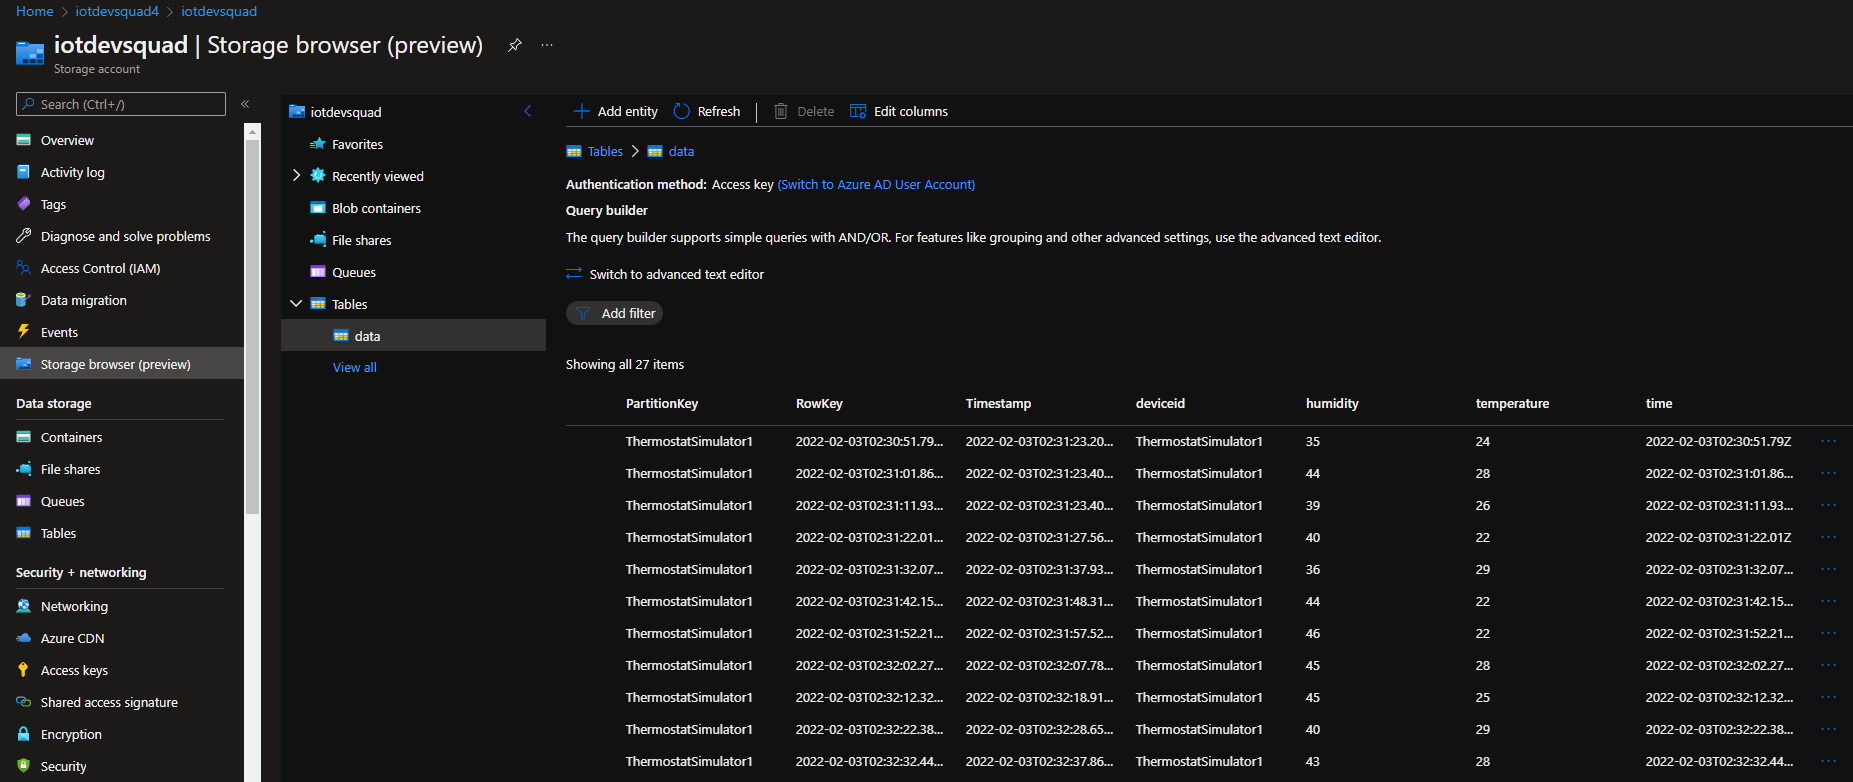 Home > iotdevsquad4 > iotdevsquad
iotdevsquad | Storage browser (preview) ...
Storage account
Search (Ctrl+/) «
Overview
Activity log
Tags
Diagnose and solve problems
Access Control (IAM)
Data migration
Events
Storage browser (preview)
Data storage
Containers
File shares
Queues
Tables
Security + networking
Networking
Azure CDN
Access keys
Shared access signature
Encryption
Security
iotdevsquad
Favorites
Recently viewed
Blob containers
File shares
Queues
Tables
data
View all
Add entity Refresh | Delete Edit columns
Tables > data
Authentication method: Access key (Switch to Azure AD User Account)
Query builder
The query builder supports simple queries with AND/OR. For features like grouping and other advanced settings, use the advanced text editor.
Switch to advanced text editor
Add filter
Showing all 27 items
PartitionKey RowKey Timestamp deviceid humidity temperature time
ThermostatSimulator1 2022-02-03T02:30:51.79... 2022-02-03T02:31:23.20... ThermostatSimulator1 35 24 2022-02-03T02:30:51.79Z ...
ThermostatSimulator1 2022-02-03T02:31:01.86... 2022-02-03T02:31:23.40... ThermostatSimulator1 44 28 2022-02-03T02:31:01.86... ...
ThermostatSimulator1 2022-02-03T02:31:11.93... 2022-02-03T02:31:23.40... ThermostatSimulator1 39 26 2022-02-03T02:31:11.93... ...
ThermostatSimulator1 2022-02-03T02:31:22.01... 2022-02-03T02:31:27.56... ThermostatSimulator1 40 22 2022-02-03T02:31:22.01Z ...
ThermostatSimulator1 2022-02-03T02:31:32.07... 2022-02-03T02:31:37.93... ThermostatSimulator1 36 29 2022-02-03T02:31:32.07... ...
ThermostatSimulator1 2022-02-03T02:31:42.15... 2022-02-03T02:31:48.31... ThermostatSimulator1 44 22 2022-02-03T02:31:42.15... ...
ThermostatSimulator1 2022-02-03T02:31:52.21... 2022-02-03T02:31:57.52... ThermostatSimulator1 46 22 2022-02-03T02:31:52.21... ...
ThermostatSimulator1 2022-02-03T02:32:02.27... 2022-02-03T02:32:07.78... ThermostatSimulator1 45 28 2022-02-03T02:32:02.27... ...
ThermostatSimulator1 2022-02-03T02:32:12.32... 2022-02-03T02:32:18.91... ThermostatSimulator1 45 25 2022-02-03T02:32:12.32... ...
ThermostatSimulator1 2022-02-03T02:32:22.38... 2022-02-03T02:32:28.65... ThermostatSimulator1 40 29 2022-02-03T02:32:22.38... ...
ThermostatSimulator1 2022-02-03T02:32:32.44... 2022-02-03T02:32:37.86... ThermostatSimulator1 43 28 2022-02-03T02:32:32.44... ...